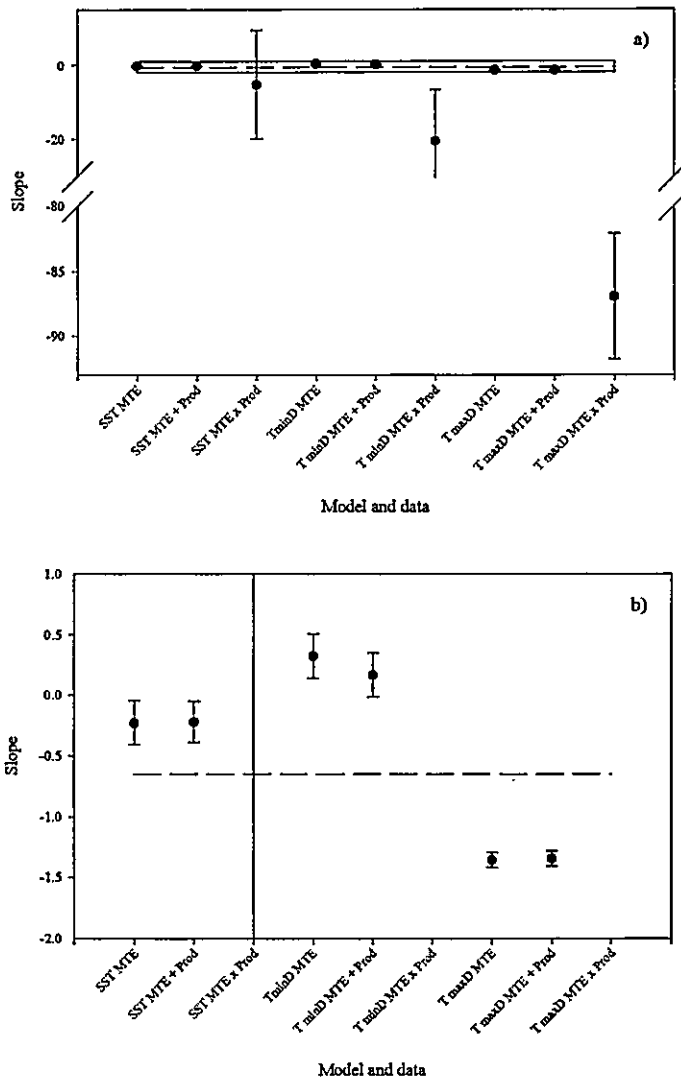 a)
0
-20
-80
-85
-90
Slope
SST MTE
SST MTE + Prod
SST MTE x Prod
TminD MTE
T minD MTE + Prod
T minD MTE x Prod
T maxD MTE
T maxD MTE + Prod
T maxD MTE x Prod
Model and data
b)
1.0
0.5
0.0
-0.5
-1.0
-1.5
-2.0
Slope
SST MTE
SST MTE + Prod
SST MTE x Prod
TminD MTE
T minD MTE + Prod
T minD MTE x Prod
T maxD MTE
T maxD MTE + Prod
T maxD MTE x Prod
Model and data